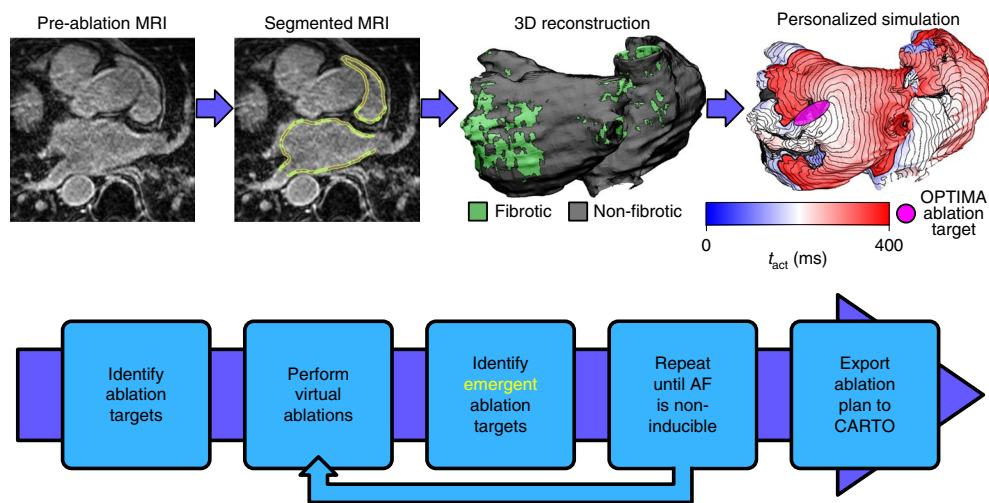 Pre-ablation MRI
Segmented MRI
3D reconstruction
Personalized simulation
Fibrotic
Non-fibrotic
0
400
t_act (ms)
OPTIMA
ablation
target
Identify
ablation
targets
Perform
virtual
ablations
Identify
emergent
ablation
targets
Repeat
until AF
is non-
inducible
Export
ablation
plan to
CARTO